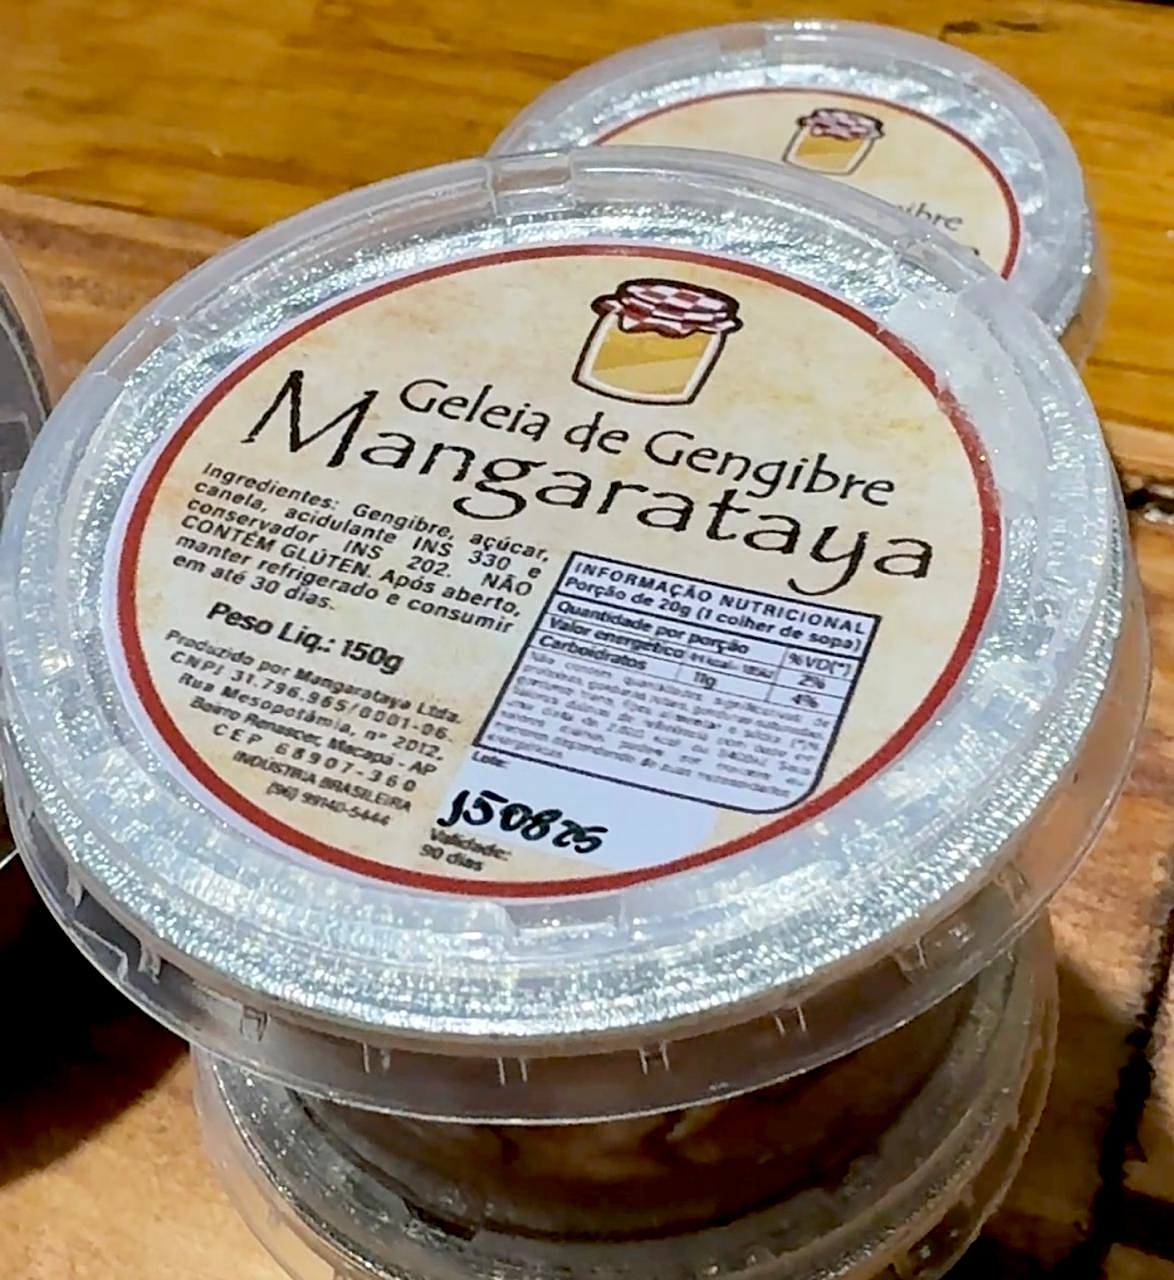 gibre
Geleia de Gengibre
Mangarataya
Ingredientes: Gengibre, açúcar,
canela, acidulante INS 330 e
conservador INS 202. NÃO
CONTÉM GLÚTEN. Após aberto,
manter refrigerado e consumir
em até 30 dias.
Peso Liq.: 150g
Produzido por Mangarataya Ltda.
CNPJ 31.796.965/0001-06.
Rua Mesopotâmia, nº 2012,
Bairro Renascer, Macapá - AP
CEP 68907-360
INDÚSTRIA BRASILEIRA
(96) 99140-5444
INFORMAÇÃO NUTRICIONAL
Porção de 20g (1 colher de sopa)
Quantidade por porção %VD(*)
Valor energético 2%
Carboidratos 11g 4%
Lote:
150825
Validade:
90 dias